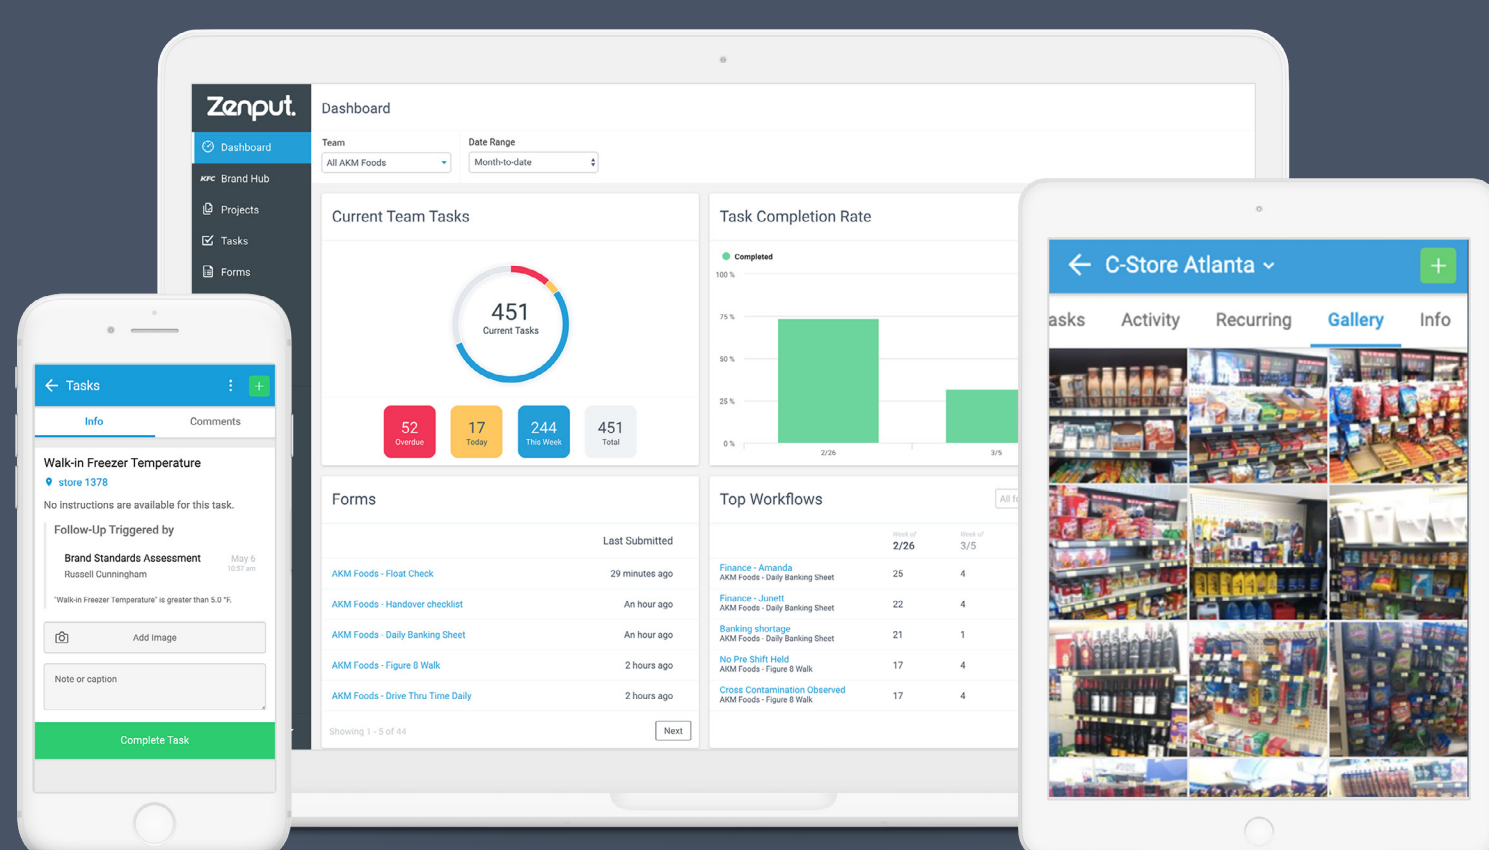 Zenput.
Dashboard
Brand Hub
Projects
Tasks
Forms
KFC
Dashboard
Team
Date Range
All AKM Foods
Month-to-date
Current Team Tasks
451
Current Tasks
52
Overdue
17
Today
244
This Week
451
Total
Task Completion Rate
Completed
100 %
75 %
50 %
25 %
0 %
2/26
3/5
Forms
Last Submitted
AKM Foods - Float Check 29 minutes ago
AKM Foods - Handover checklist An hour ago
AKM Foods - Daily Banking Sheet An hour ago
AKM Foods - Figure 8 Walk 2 hours ago
AKM Foods - Drive Thru Time Daily 2 hours ago
Showing 1 - 5 of 44 Next
Top Workflows
All fo
Week of Week of
2/26 3/5
Finance - Amanda 25 4
AKM Foods - Daily Banking Sheet
Finance - Junett 22 4
AKM Foods - Daily Banking Sheet
Banking shortage 21 1
AKM Foods - Daily Banking Sheet
No Pre Shift Held 17 4
AKM Foods - Figure 8 Walk
Cross Contamination Observed 17 4
AKM Foods - Figure 8 Walk
Tasks
Info Comments
Walk-in Freezer Temperature
store 1378
No instructions are available for this task.
Follow-Up Triggered by
Brand Standards Assessment May 6
Russell Cunningham 10:57 am
"Walk-in Freezer Temperature" is greater than 5.0 °F.
Add Image
Note or caption
Complete Task
C-Store Atlanta
asks Activity Recurring Gallery Info